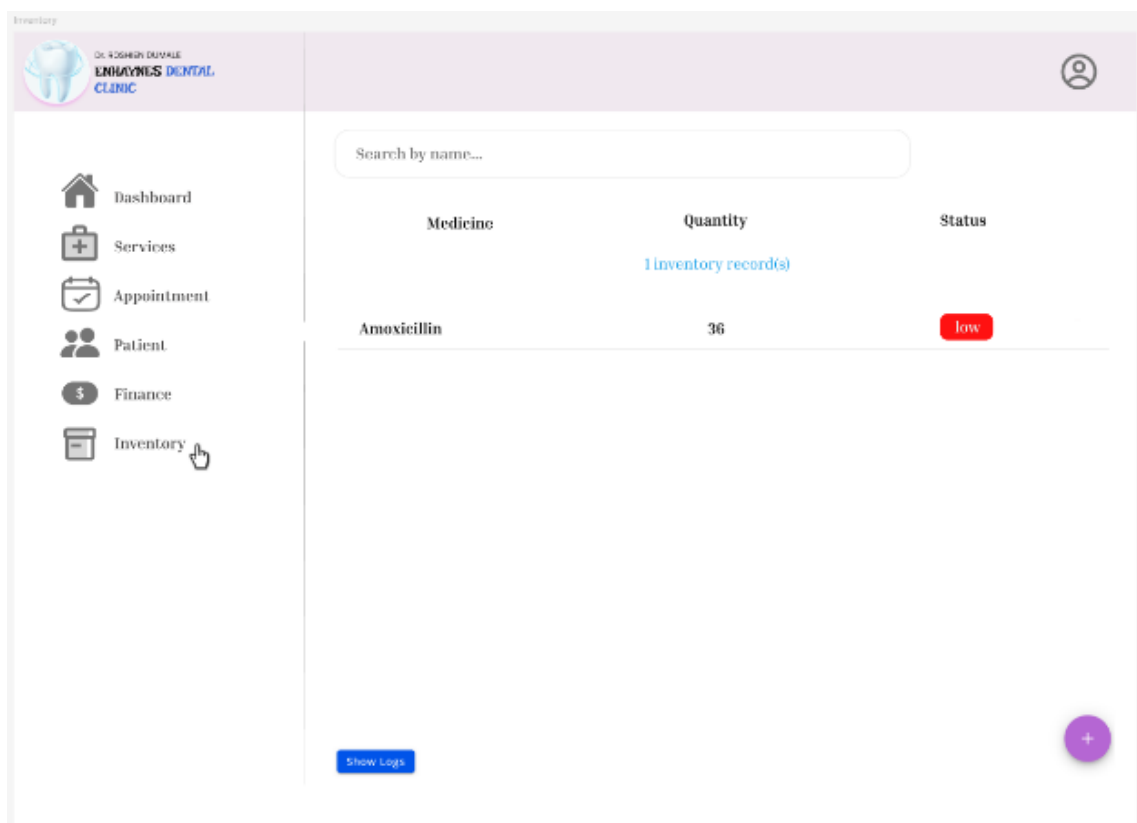 Inventory
ENHAYNES DENTAL
CLINIC
Search by name...
Dashboard
Services
Appointment
Patient
Finance
Inventory
Medicine Quantity Status
1 inventory record(s)
Amoxicillin 36 low
Show Logs
+